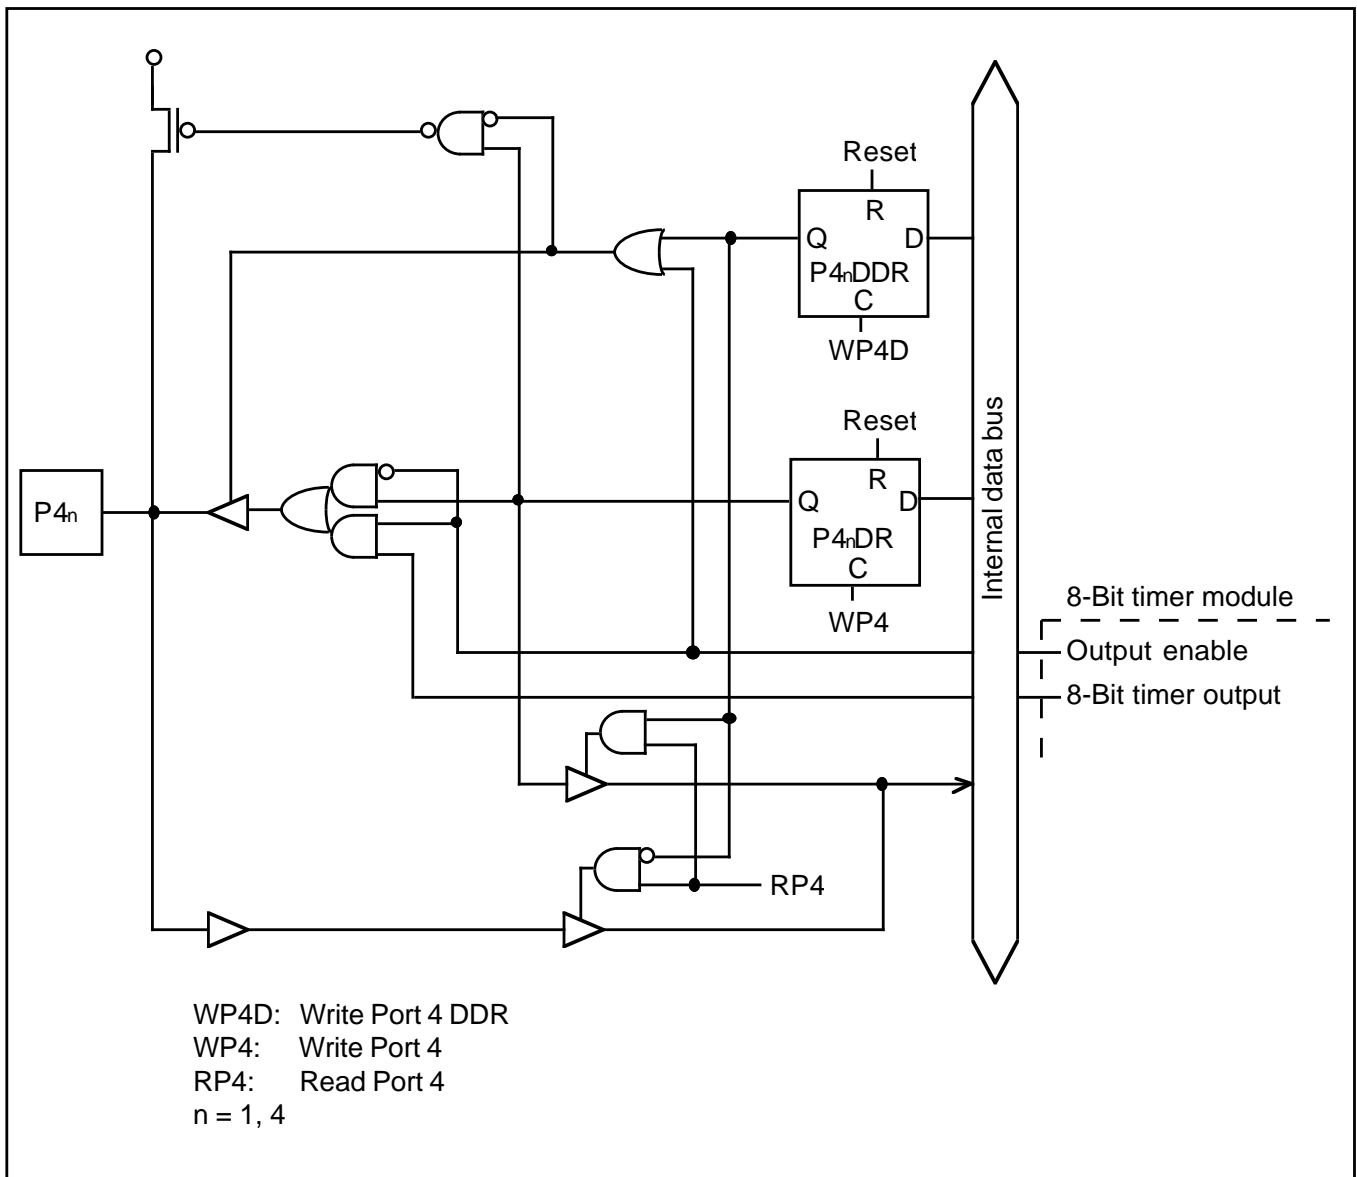 Reset
R
Q
D
P4nDDR
C
WP4D
Reset
R
Q
D
P4nDR
C
WP4
P4n
Internal data bus
8-Bit timer module
Output enable
8-Bit timer output
RP4
WP4D: Write Port 4 DDR
WP4: Write Port 4
RP4: Read Port 4
n = 1, 4